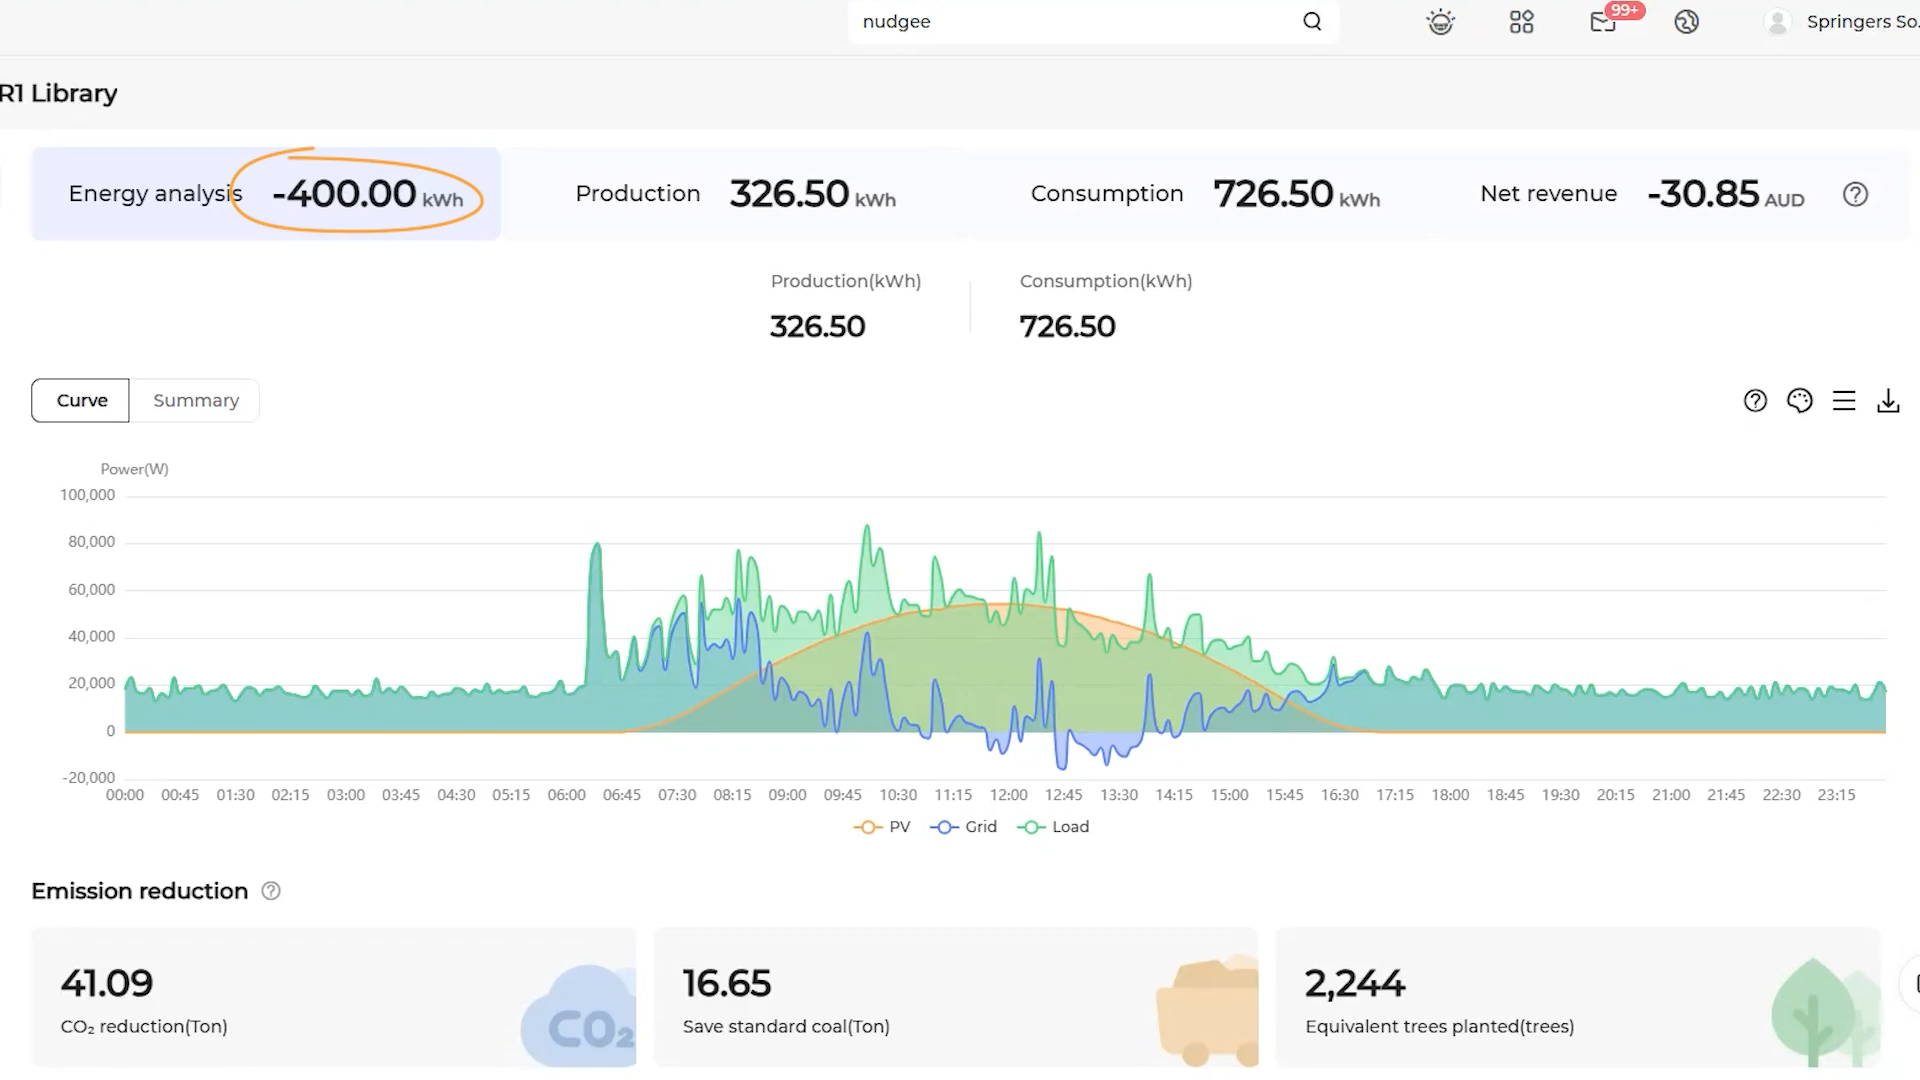 nudgee
99+
Springers So.
R1 Library
Energy analysis -400.00 kWh Production 326.50 kWh Consumption 726.50 kWh Net revenue -30.85 AUD
Production(kWh) Consumption(kWh)
326.50 726.50
Curve Summary
Power(W)
100,000
80,000
60,000
40,000
20,000
0
-20,000
00:00 00:45 01:30 02:15 03:00 03:45 04:30 05:15 06:00 06:45 07:30 08:15 09:00 09:45 10:30 11:15 12:00 12:45 13:30 14:15 15:00 15:45 16:30 17:15 18:00 18:45 19:30 20:15 21:00 21:45 22:30 23:15
PV Grid Load
Emission reduction
41.09 16.65 2,244
CO₂ reduction(Ton) Save standard coal(Ton) Equivalent trees planted(trees)
CO₂